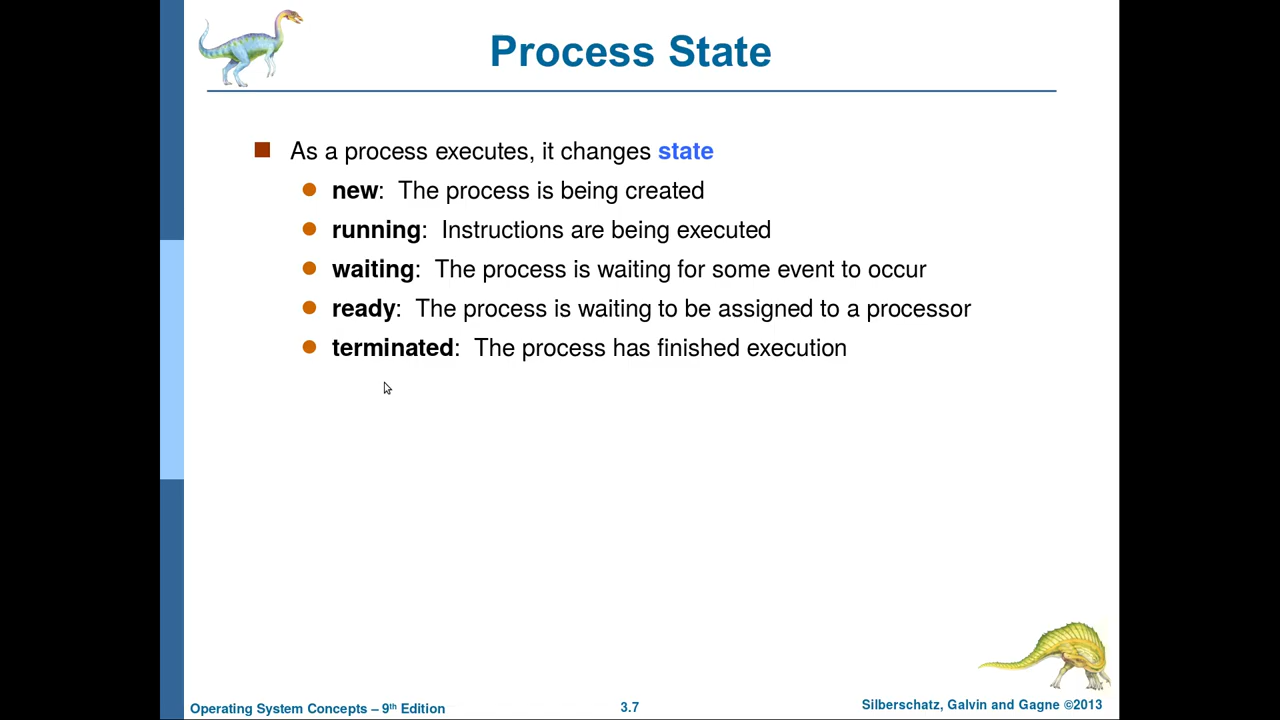 Process State
As a process executes, it changes state
new: The process is being created
running: Instructions are being executed
waiting: The process is waiting for some event to occur
ready: The process is waiting to be assigned to a processor
terminated: The process has finished execution
Operating System Concepts – 9th Edition
3.7
Silberschatz, Galvin and Gagne ©2013